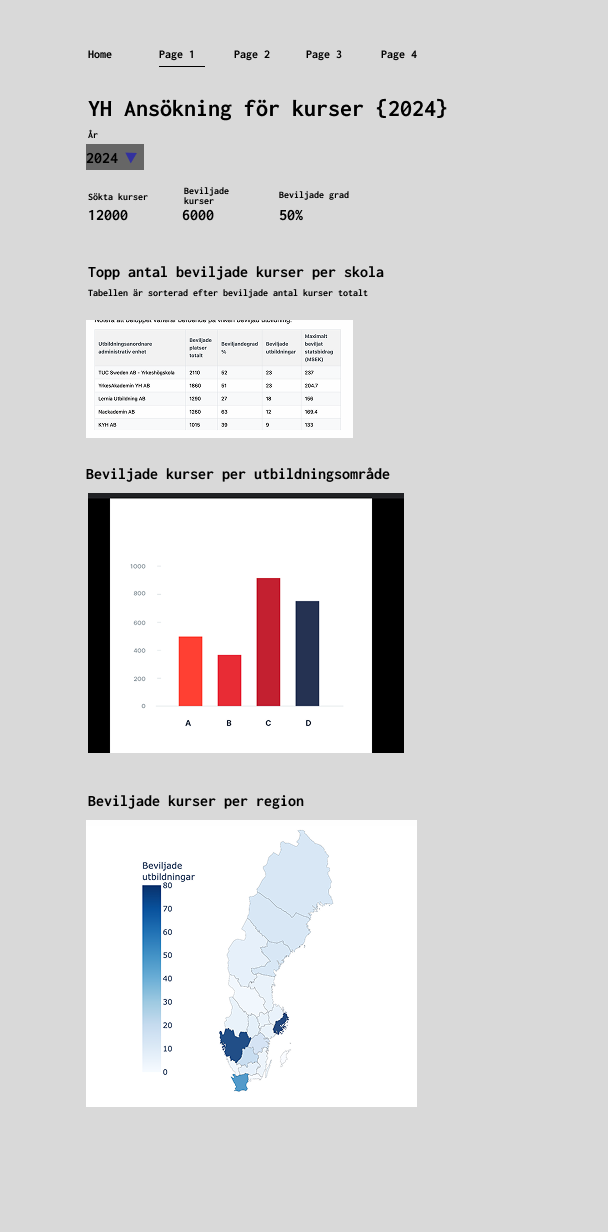 Home Page 1 Page 2 Page 3 Page 4
YH Ansökning för kurser {2024}
År
2024
Sökta kurser
12000
Beviljade
kurser
6000
Beviljade grad
50%
Topp antal beviljade kurser per skola
Tabellen är sorterad efter beviljade antal kurser totalt
Utbildningsanordnare
administrativ enhet
Beviljade
platser
totalt
Beviljandegrad
%
Beviljade
utbildningar
Maximalt
beviljat
statsbidrag
(MSEK)
TUC Sweden AB - Yrkeshögskola 2110 52 23 237
YrkesAkademin YH AB 1860 51 23 204.7
Lernia Utbildning AB 1290 27 18 156
Nackademin AB 1260 63 12 169.4
KYH AB 1015 39 9 133
Beviljade kurser per utbildningsområde
1000
800
600
400
200
0
A B C D
Beviljade kurser per region
Beviljade
utbildningar
80
70
60
50
40
30
20
10
0